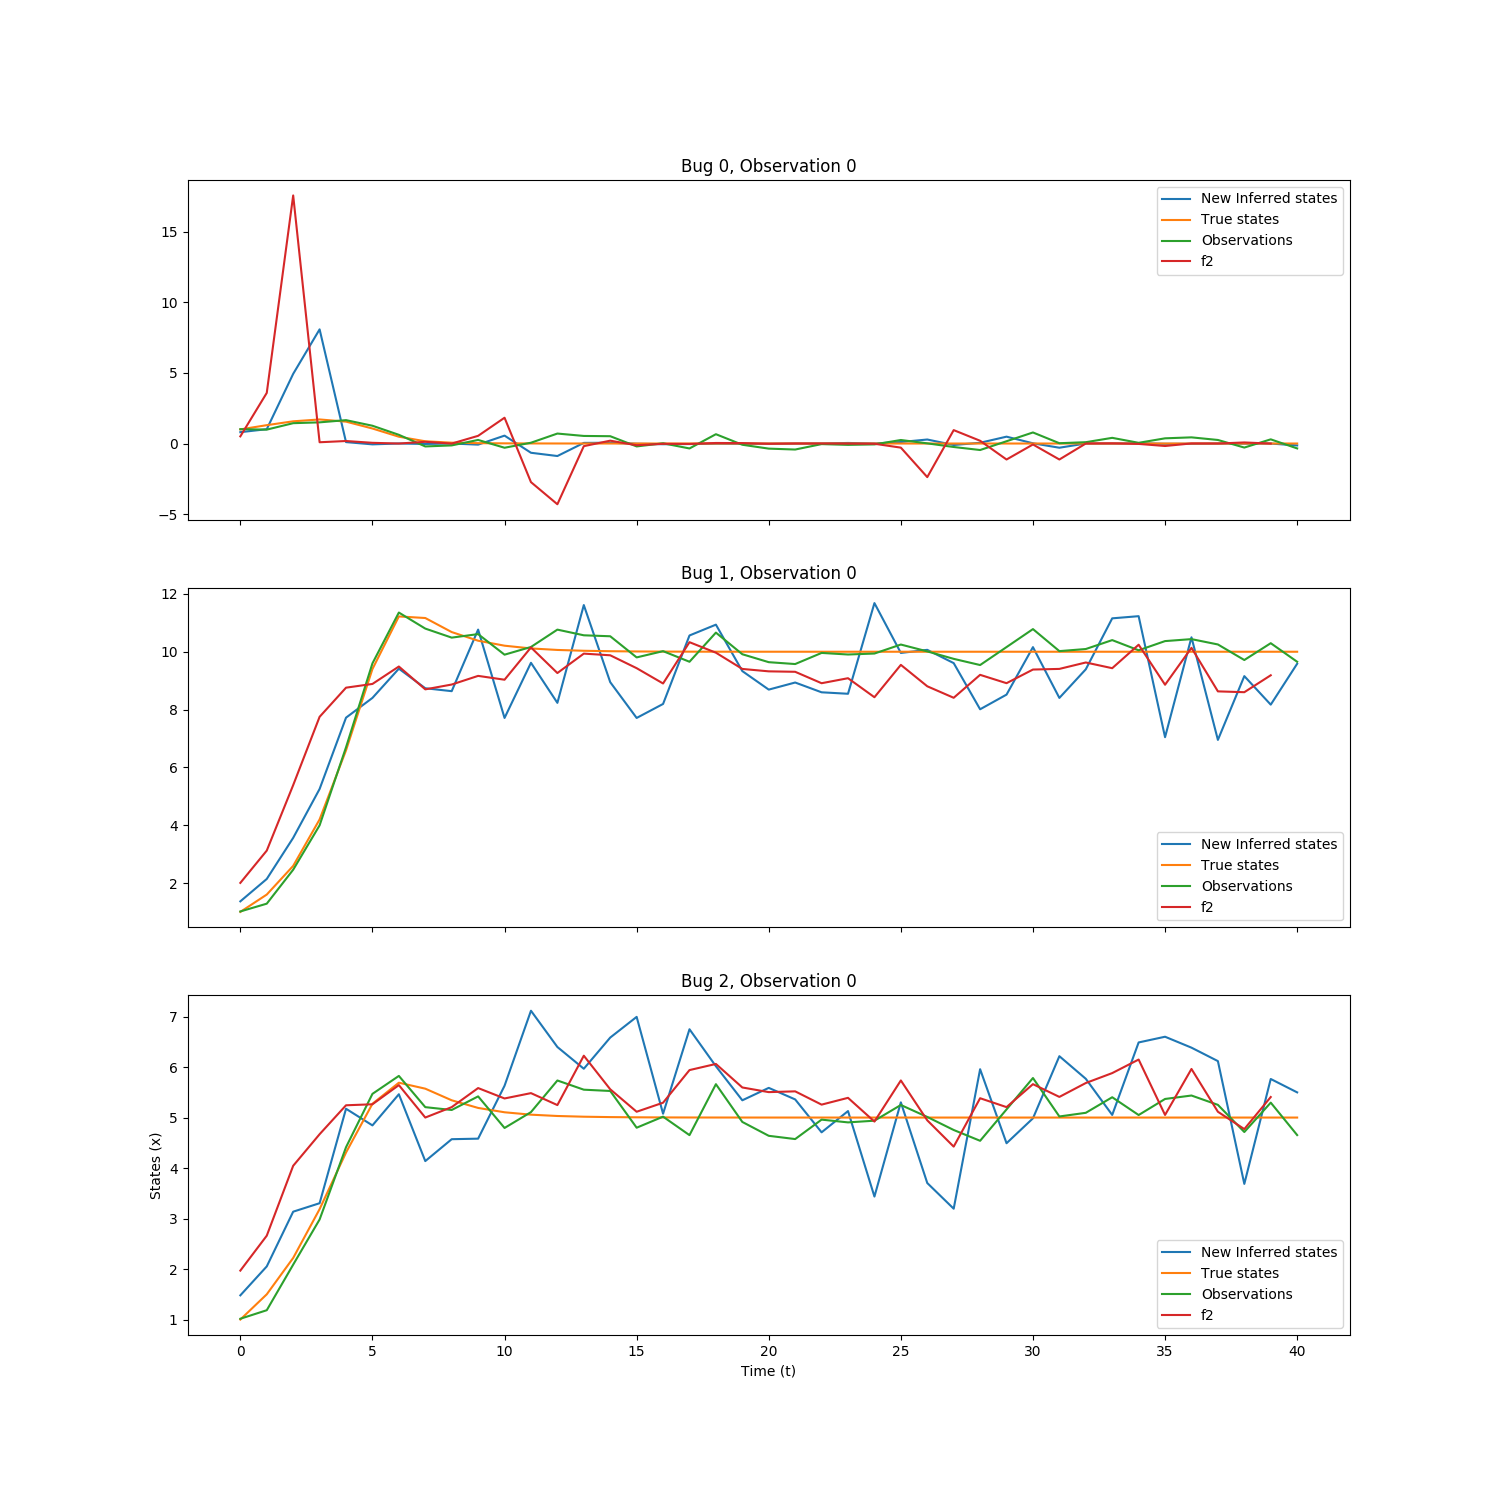 Bug 0, Observation 0
New Inferred states
True states
Observations
f2
15
10
5
0
−5
Bug 1, Observation 0
12
10
8
6
4
2
New Inferred states
True states
Observations
f2
Bug 2, Observation 0
7
6
5
4
3
2
1
States (x)
New Inferred states
True states
Observations
f2
0 5 10 15 20 25 30 35 40
Time (t)